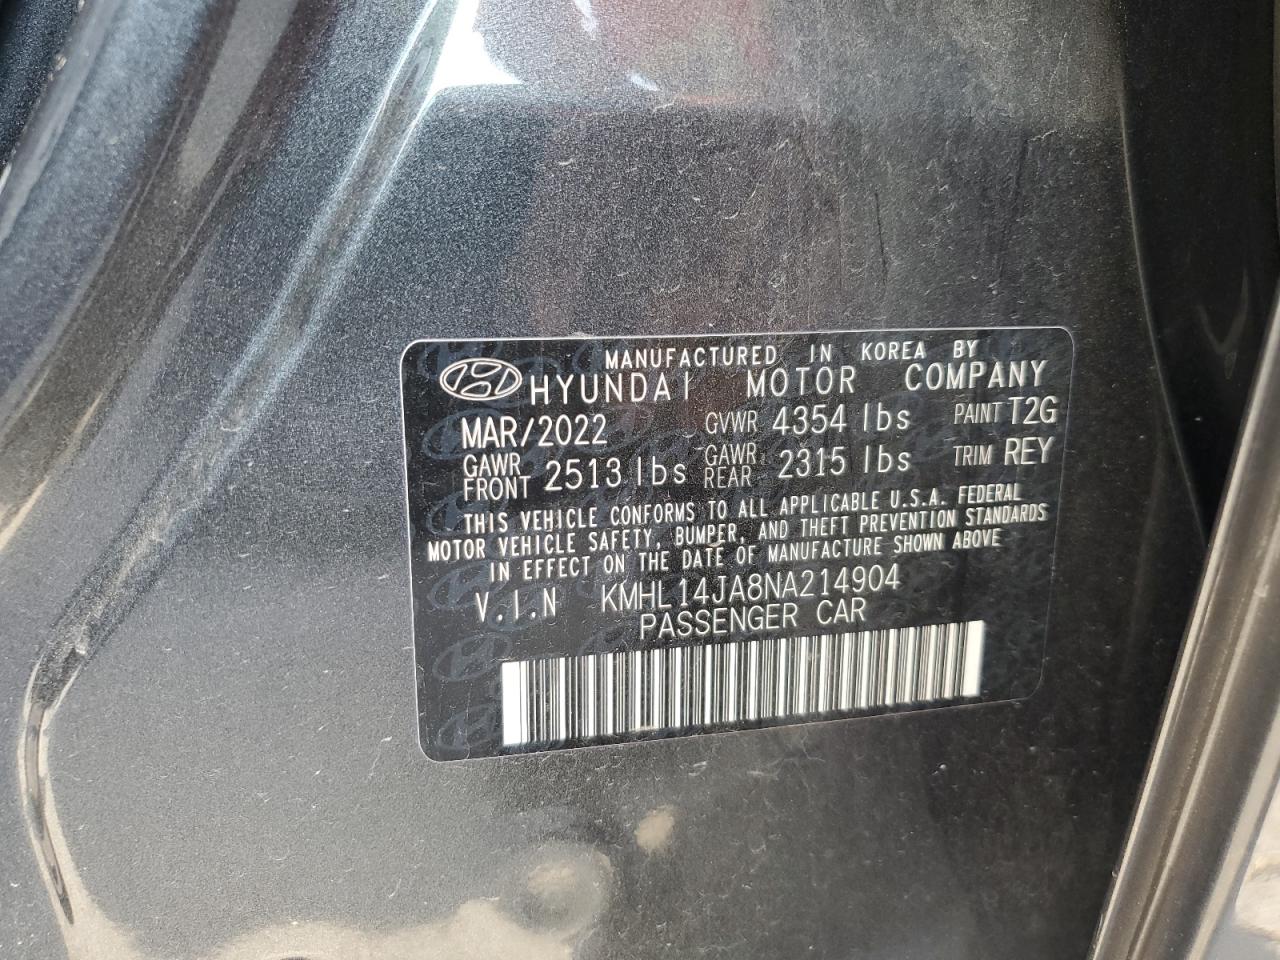 MANUFACTURED IN KOREA BY
HYUNDAI MOTOR COMPANY
MAR/2022 GVWR 4354 lbs PAINT T2G
GAWR FRONT 2513 lbs GAWR REAR 2315 lbs TRIM REY
THIS VEHICLE CONFORMS TO ALL APPLICABLE U.S.A. FEDERAL
MOTOR VEHICLE SAFETY, BUMPER, AND THEFT PREVENTION STANDARDS
IN EFFECT ON THE DATE OF MANUFACTURE SHOWN ABOVE
V.I.N KMHL14JA8NA214904
PASSENGER CAR